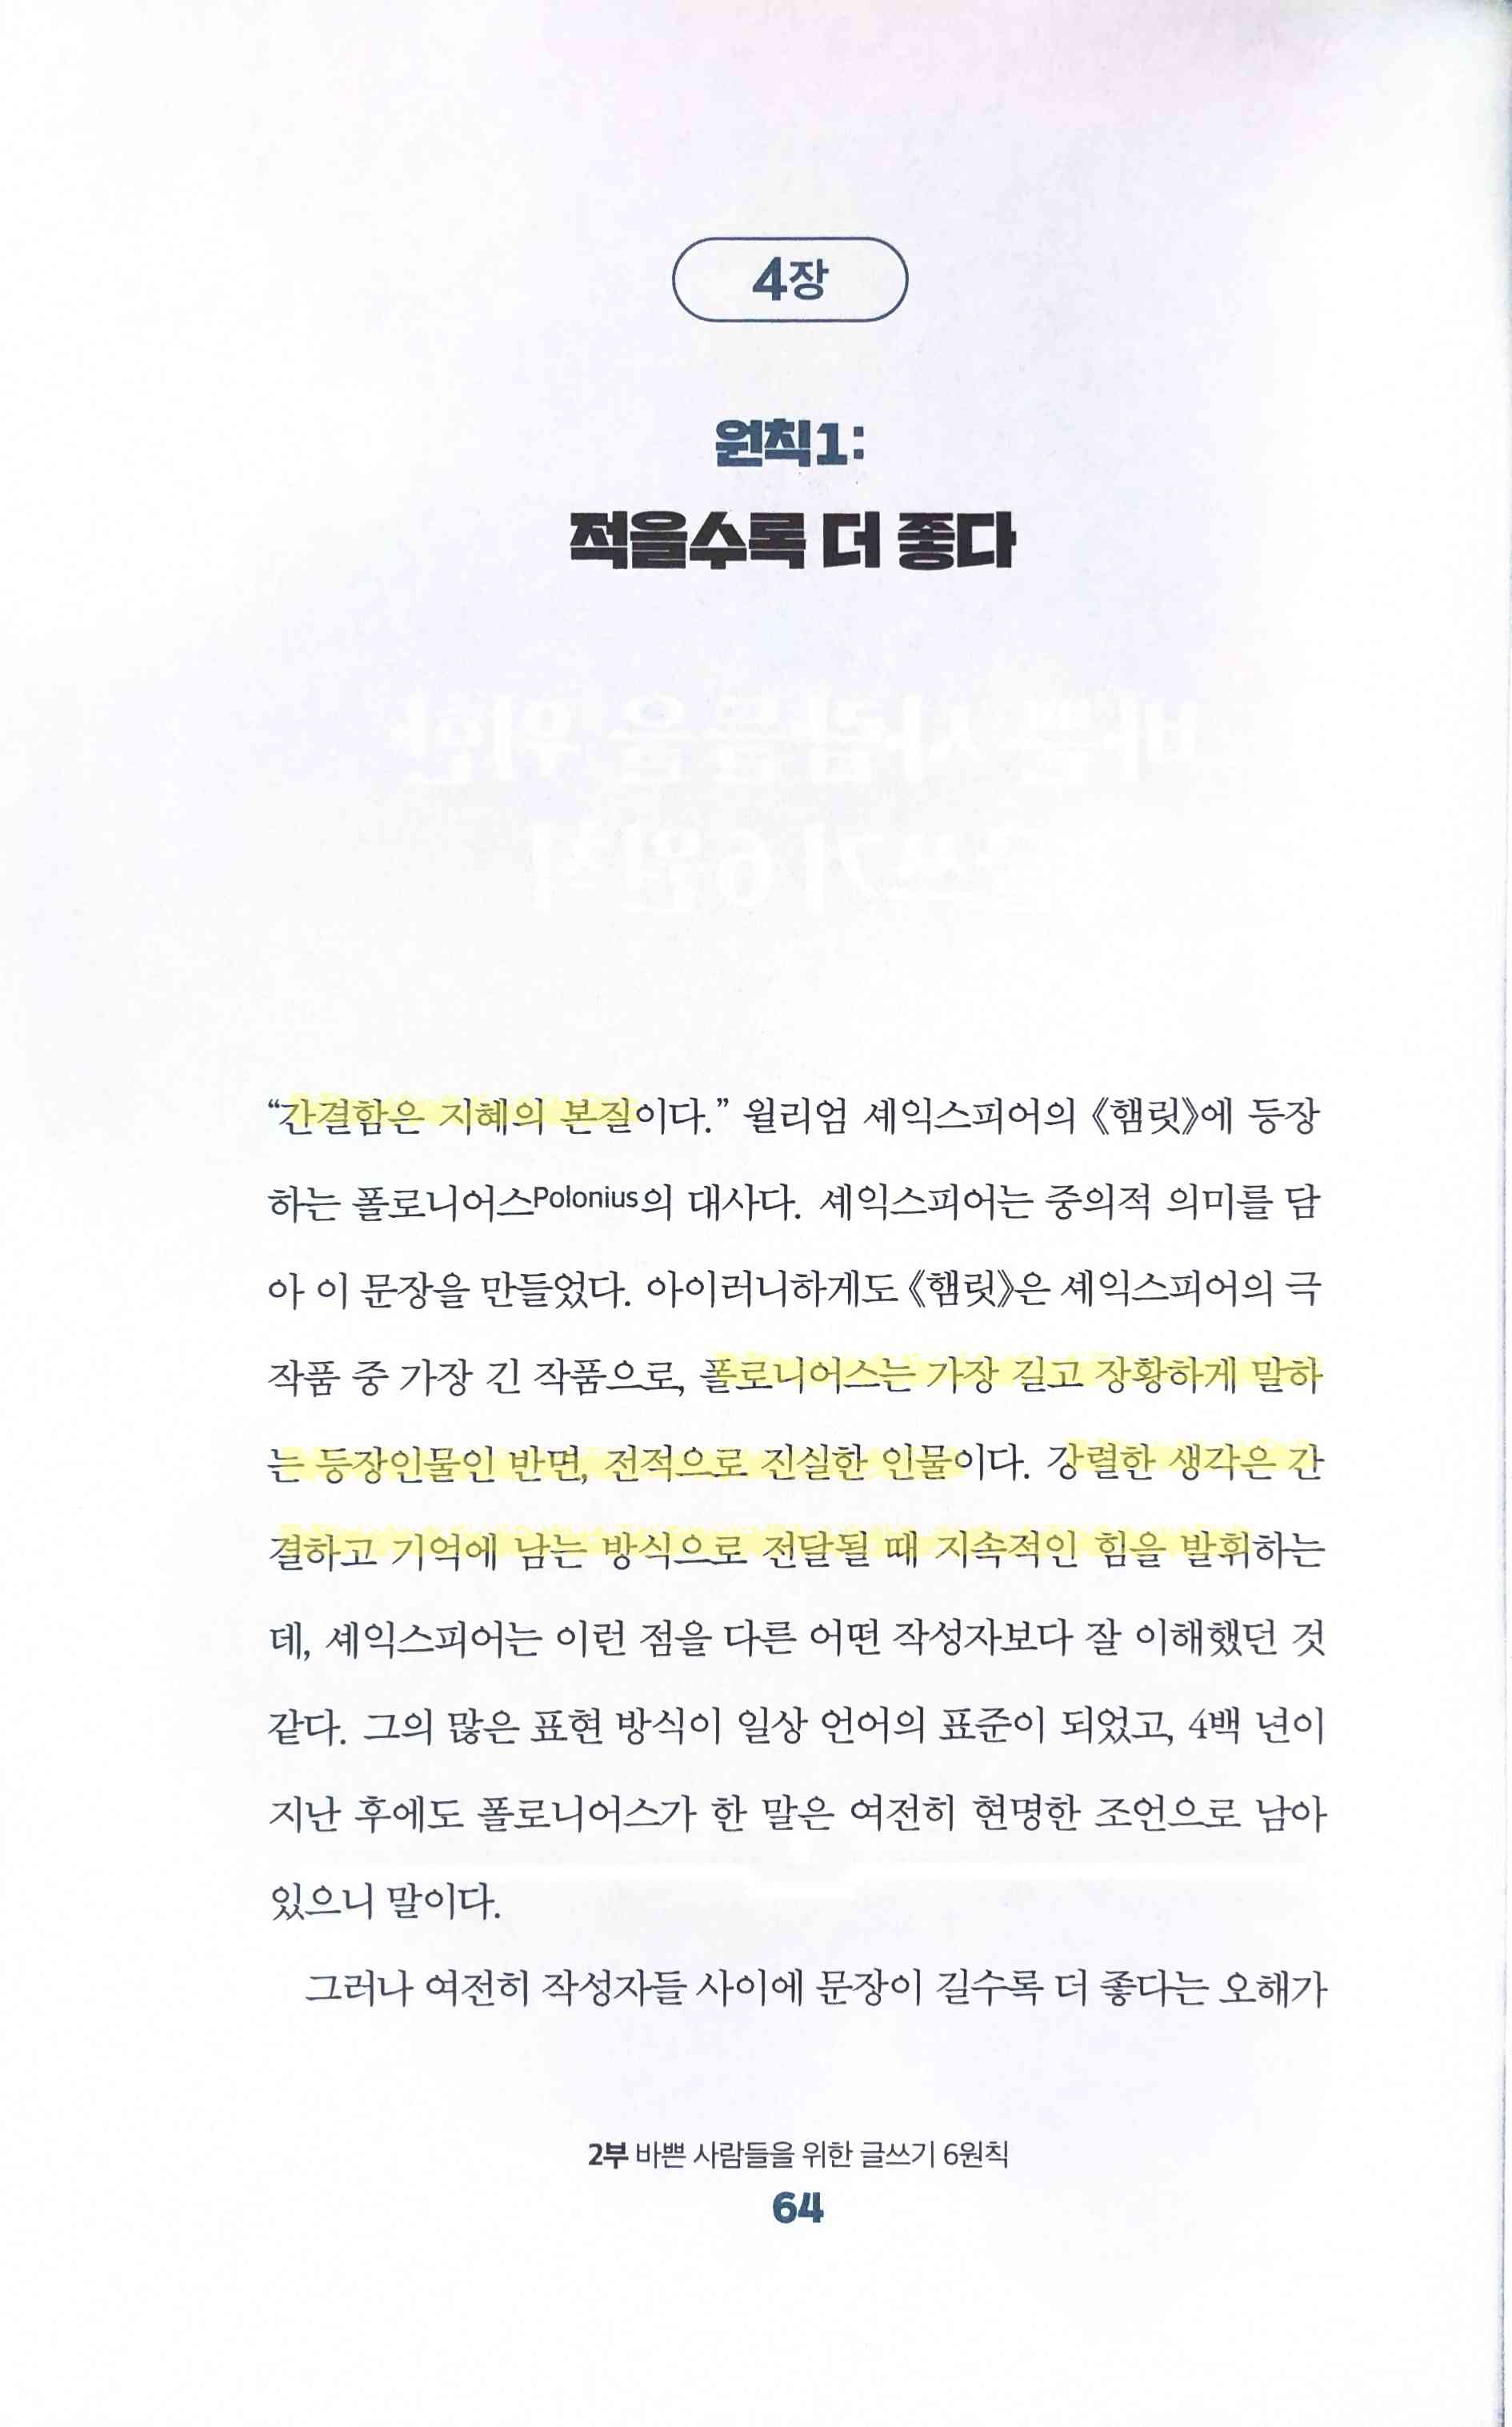 4장
원칙1:
적을수록 더 좋다
“간결함은 지혜의 본질이다.” 윌리엄 셰익스피어의 《햄릿》에 등장
하는 폴로니어스Polonius의 대사다. 셰익스피어는 중의적 의미를 담
아 이 문장을 만들었다. 아이러니하게도 《햄릿》은 셰익스피어의 극
작품 중 가장 긴 작품으로, 폴로니어스는 가장 길고 장황하게 말하
는 등장인물인 반면, 전적으로 진실한 인물이다. 강렬한 생각은 간
결하고 기억에 남는 방식으로 전달될 때 지속적인 힘을 발휘하는
데, 셰익스피어는 이런 점을 다른 어떤 작성자보다 잘 이해했던 것
같다. 그의 많은 표현 방식이 일상 언어의 표준이 되었고, 4백 년이
지난 후에도 폴로니어스가 한 말은 여전히 현명한 조언으로 남아
있으니 말이다.
그러나 여전히 작성자들 사이에 문장이 길수록 더 좋다는 오해가
2부 바쁜 사람들을 위한 글쓰기 6원칙
64